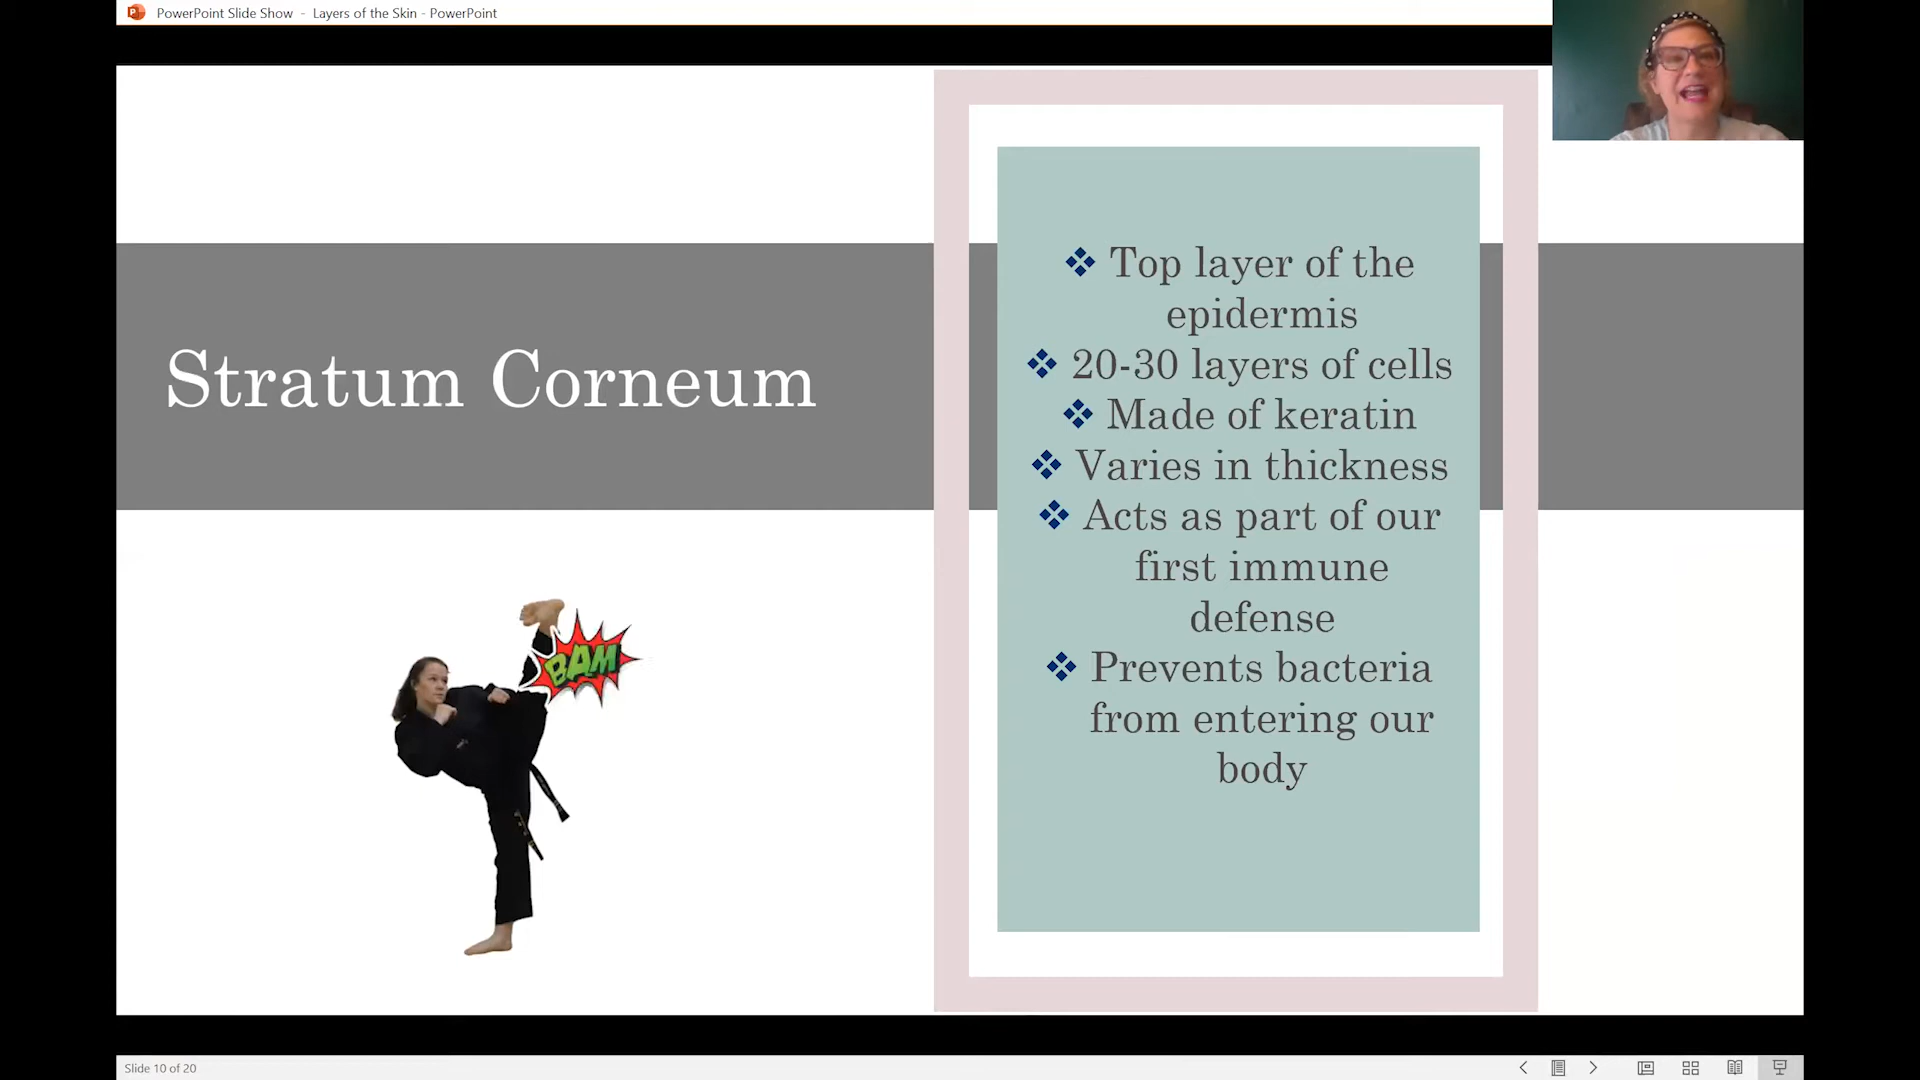 PowerPoint Slide Show - Layers of the Skin - PowerPoint
Stratum Corneum
❖ Top layer of the
epidermis
❖ 20-30 layers of cells
❖ Made of keratin
❖ Varies in thickness
❖ Acts as part of our
first immune
defense
❖ Prevents bacteria
from entering our
body
BAM
Slide 10 of 20